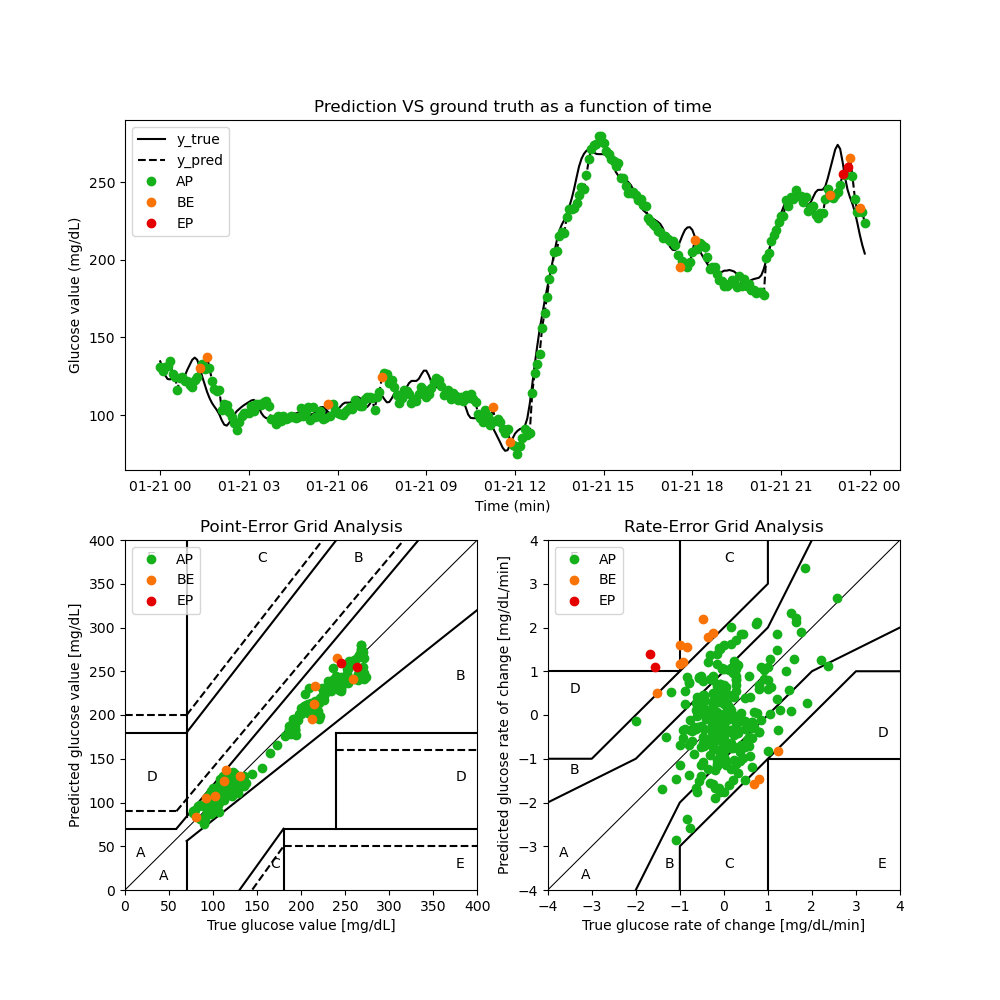 Prediction VS ground truth as a function of time
Glucose value (mg/dL)
250
200
150
100
y_true
y_pred
AP
BE
EP
01-21 00 01-21 03 01-21 06 01-21 09 01-21 12 01-21 15 01-21 18 01-21 21 01-22 00
Time (min)
Point-Error Grid Analysis
Predicted glucose value [mg/dL]
400
350
300
250
200
150
100
50
0
AP
BE
EP
C
B
B
D
D
A
A
C
E
0 50 100 150 200 250 300 350 400
True glucose value [mg/dL]
Rate-Error Grid Analysis
Predicted glucose rate of change [mg/dL/min]
4
3
2
1
0
−1
−2
−3
−4
AP
BE
EP
C
D
D
B
A
A
B
C
E
−4 −3 −2 −1 0 1 2 3 4
True glucose rate of change [mg/dL/min]